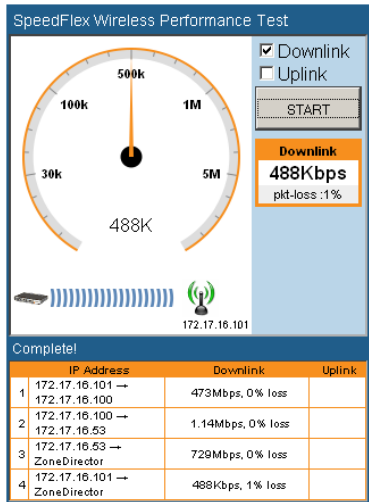 SpeedFlex Wireless Performance Test
Downlink
Uplink
START
500k
100k
1M
30k
5M
488K
Downlink
488Kbps
pkt-loss :1%
172.17.16.101
Complete!
IP Address Downlink Uplink
1 172.17.16.101 → 172.17.16.100 473Mbps, 0% loss
2 172.17.16.100 → 172.17.16.53 1.14Mbps, 0% loss
3 172.17.16.53 → ZoneDirector 729Mbps, 0% loss
4 172.17.16.101 → ZoneDirector 488Kbps, 1% loss